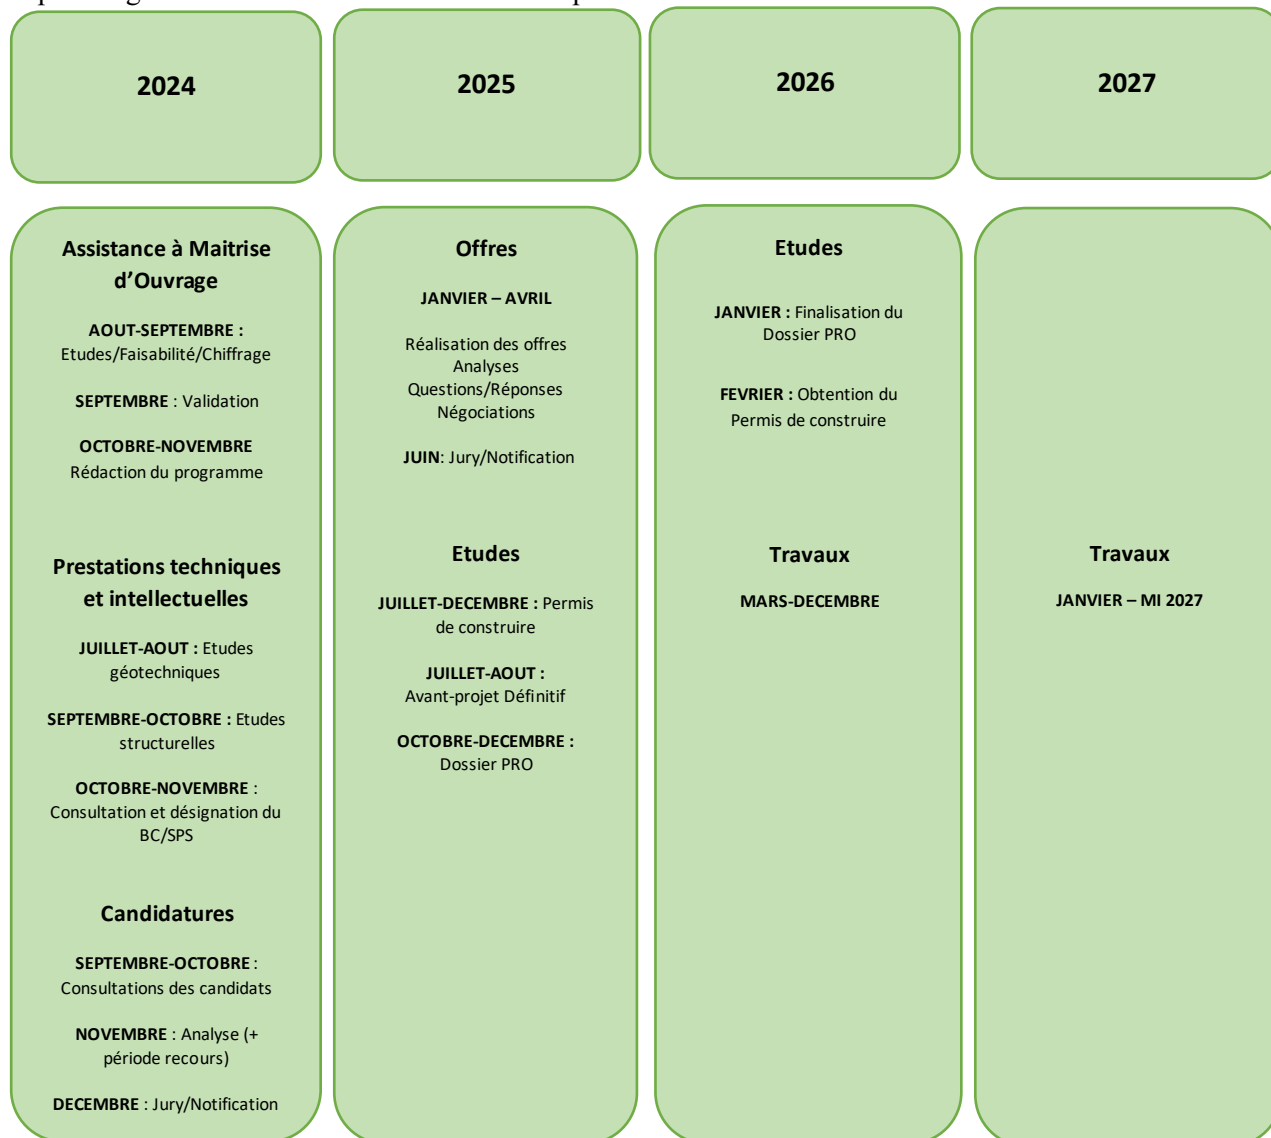 2024
2025
2026
2027
Assistance à Maitrise
d’Ouvrage
AOUT-SEPTEMBRE :
Etudes/Faisabilité/Chiffrage
SEPTEMBRE : Validation
OCTOBRE-NOVEMBRE
Rédaction du programme
Prestations techniques
et intellectuelles
JUILLET-AOUT : Etudes
géotechniques
SEPTEMBRE-OCTOBRE : Etudes
structurelles
OCTOBRE-NOVEMBRE :
Consultation et désignation du
BC/SPS
Candidatures
SEPTEMBRE-OCTOBRE :
Consultations des candidats
NOVEMBRE : Analyse (+
période recours)
DECEMBRE : Jury/Notification
Offres
JANVIER – AVRIL
Réalisation des offres
Analyses
Questions/Réponses
Négociations
JUIN: Jury/Notification
Etudes
JUILLET-DECEMBRE : Permis
de construire
JUILLET-AOUT :
Avant-projet Définitif
OCTOBRE-DECEMBRE :
Dossier PRO
Etudes
JANVIER : Finalisation du
Dossier PRO
FEVRIER : Obtention du
Permis de construire
Travaux
MARS-DECEMBRE
Travaux
JANVIER – MI 2027